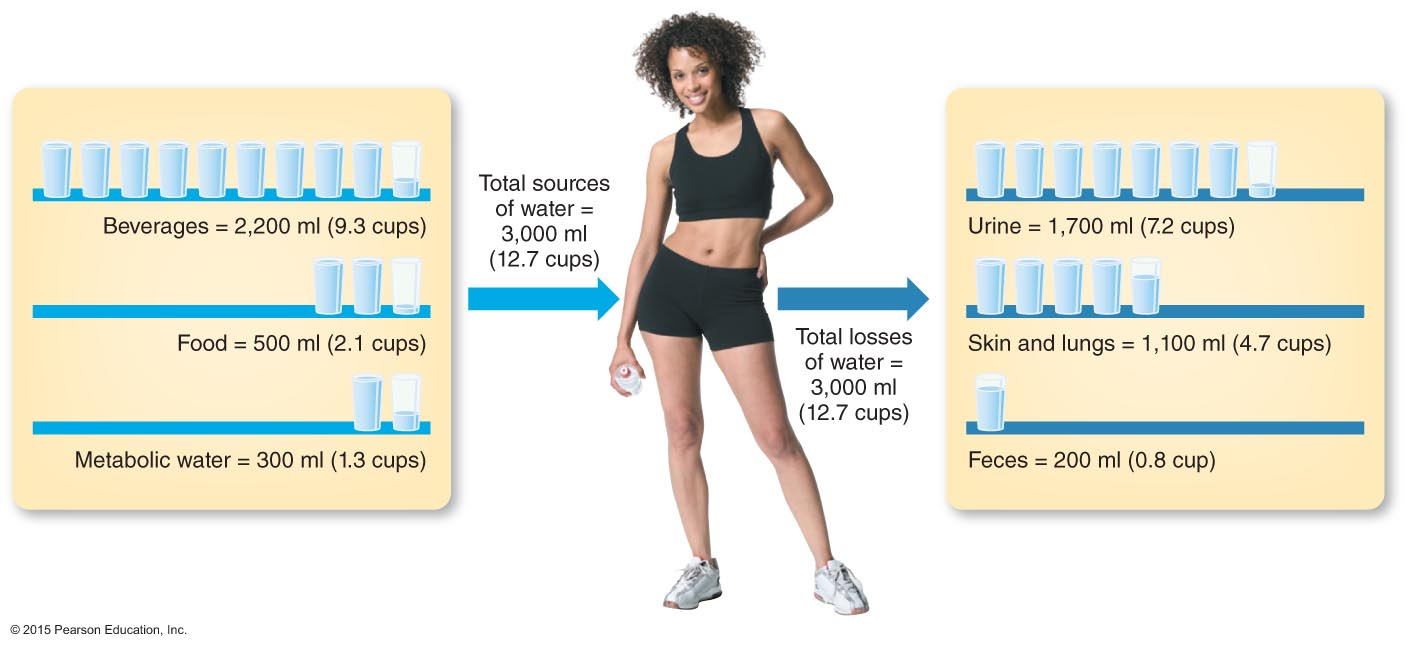 Beverages = 2,200 ml (9.3 cups)
Food = 500 ml (2.1 cups)
Metabolic water = 300 ml (1.3 cups)
Total sources
of water =
3,000 ml
(12.7 cups)
Total losses
of water =
3,000 ml
(12.7 cups)
Urine = 1,700 ml (7.2 cups)
Skin and lungs = 1,100 ml (4.7 cups)
Feces = 200 ml (0.8 cup)
© 2015 Pearson Education, Inc.